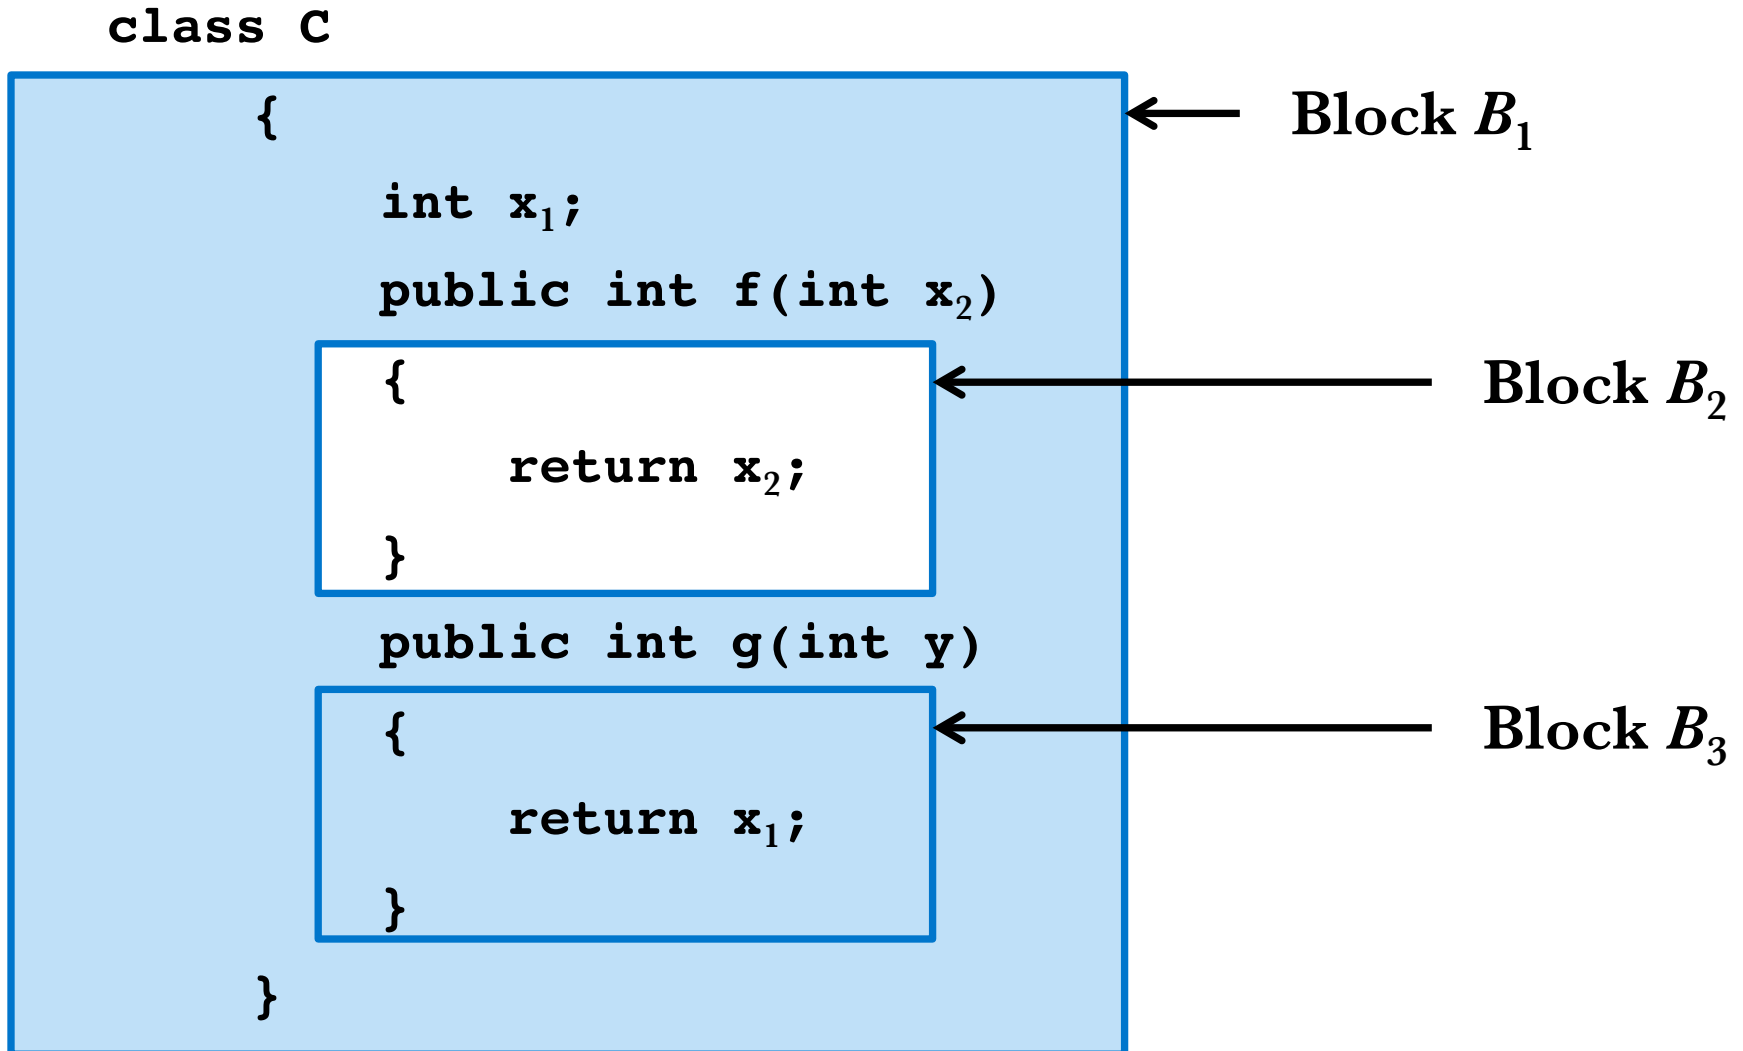 class C
{ Block B₁
int x₁;
public int f(int x₂)
{ Block B₂
return x₂;
}
public int g(int y)
{ Block B₃
return x₁;
}
}